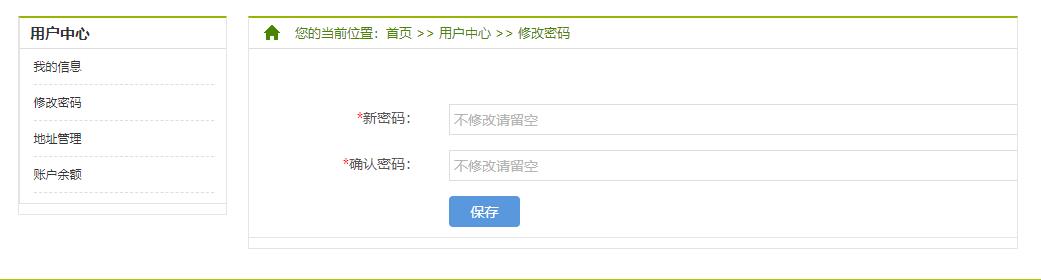 用户中心
我的信息
修改密码
地址管理
账户余额
您的当前位置：首页 >> 用户中心 >> 修改密码
*新密码： 不修改请留空
*确认密码： 不修改请留空
保存